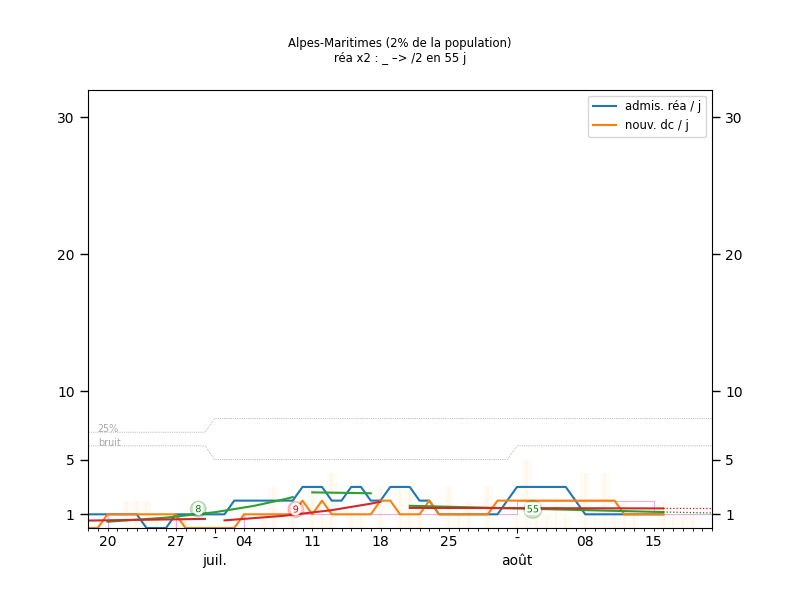 Alpes-Maritimes (2% de la population)
réa x2 : _ –> /2 en 55 j
admis. réa / j
nouv. dc / j
30 30
20 20
10 10
25%
bruit
5 5
8 9 55
1 1
20 27 - 04 11 18 25 - 08 15
juil. août